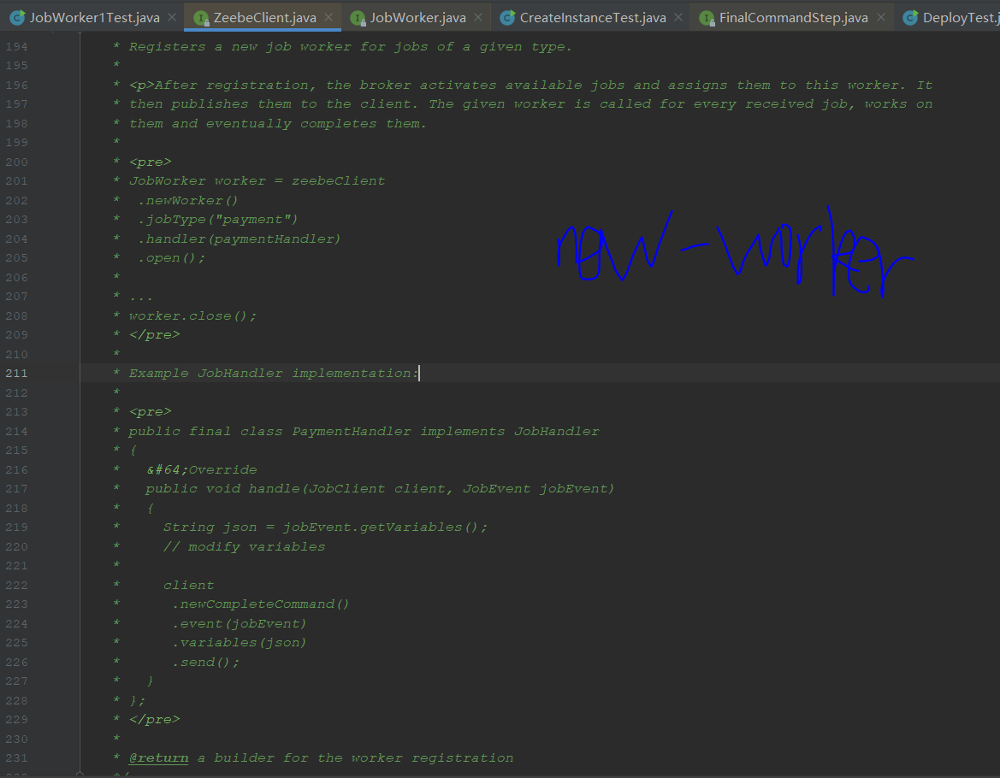 JobWorker1Test.java ZeebeClient.java JobWorker.java CreateInstanceTest.java FinalCommandStep.java DeployTest.j
194 * Registers a new job worker for jobs of a given type.
195 *
196 * <p>After registration, the broker activates available jobs and assigns them to this worker. It
197 * then publishes them to the client. The given worker is called for every received job, works on
198 * them and eventually completes them.
199 *
200 * <pre>
201 * JobWorker worker = zeebeClient
202 * .newWorker()
203 * .jobType("payment")
204 * .handler(paymentHandler)
205 * .open();
new-worker
206 *
207 * ...
208 * worker.close();
209 * </pre>
210 *
211 * Example JobHandler implementation:
212 *
213 * <pre>
214 * public final class PaymentHandler implements JobHandler
215 * {
216 * &#64;Override
217 * public void handle(JobClient client, JobEvent jobEvent)
218 * {
219 * String json = jobEvent.getVariables();
220 * // modify variables
221 *
222 * client
223 * .newCompleteCommand()
224 * .event(jobEvent)
225 * .variables(json)
226 * .send();
227 * }
228 * };
229 * </pre>
230 *
231 * @return a builder for the worker registration